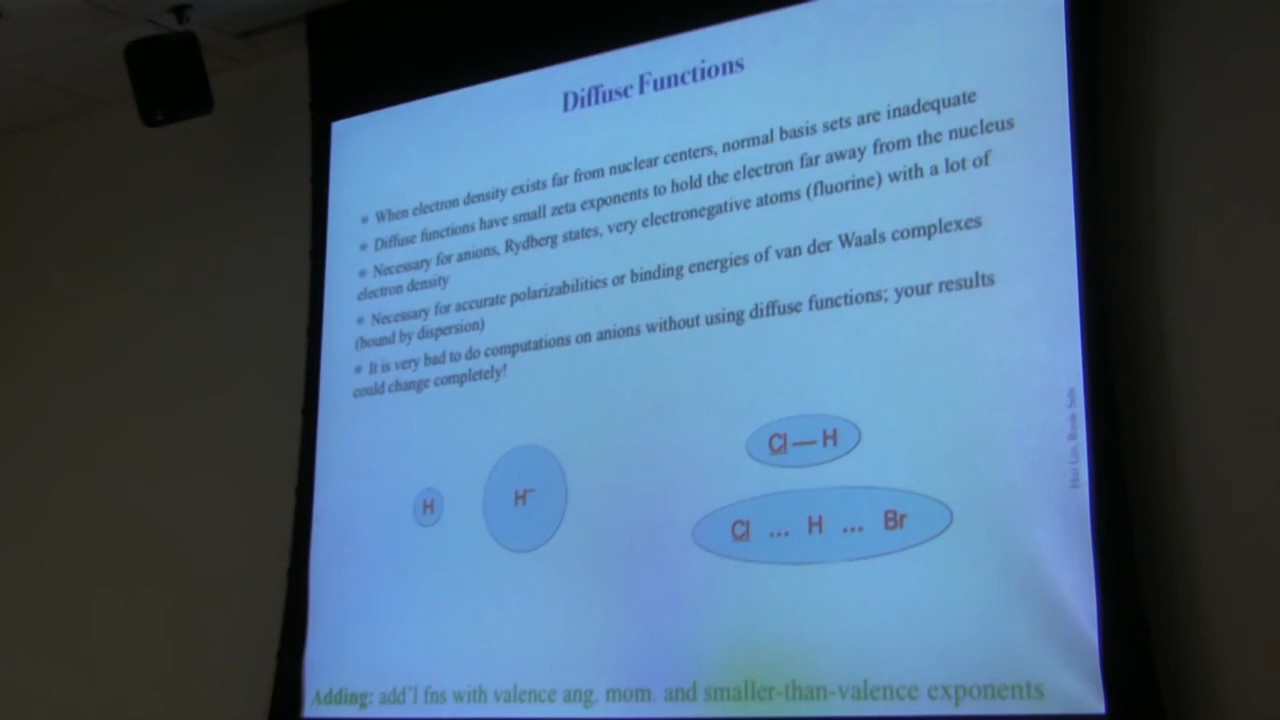 Diffuse Functions
When electron density exists far from nuclear centers, normal basis sets are inadequate
Diffuse functions have small zeta exponents to hold the electron far away from the nucleus
Necessary for anions, Rydberg states, very electronegative atoms (fluorine) with a lot of
electron density
Necessary for accurate polarizabilities or binding energies of van der Waals complexes
(bound by dispersion)
It is very bad to do computations on anions without using diffuse functions; your results
could change completely!
H
H⁻
Cl — H
Cl ... H ... Br
Hai Lin, Basis Sets
Adding: add'l fns with valence ang. mom. and smaller-than-valence exponents